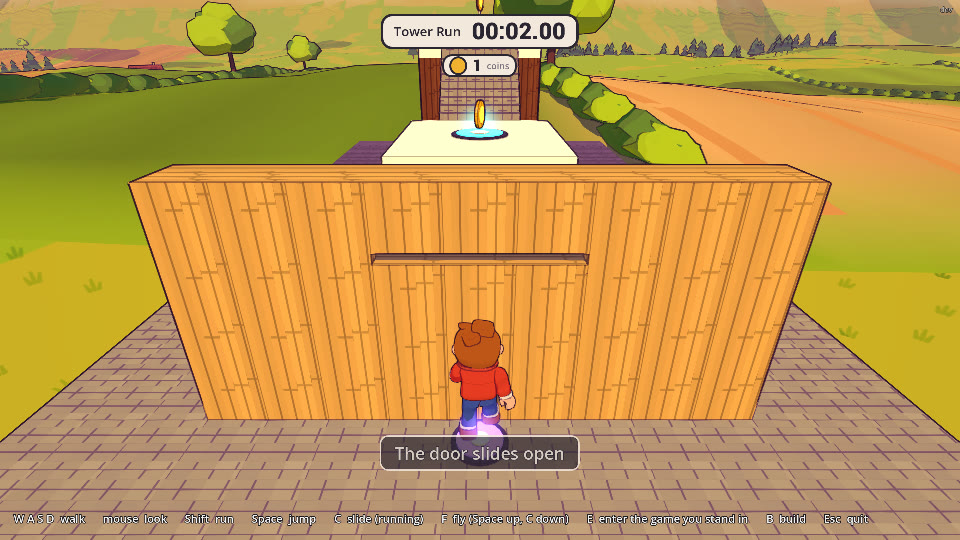 dev
Tower Run 00:02.00
1 coins
The door slides open
W A S D walk mouse look Shift run Space jump C slide (running) F fly (Space up, C down) E enter the game you stand in B build Esc quit